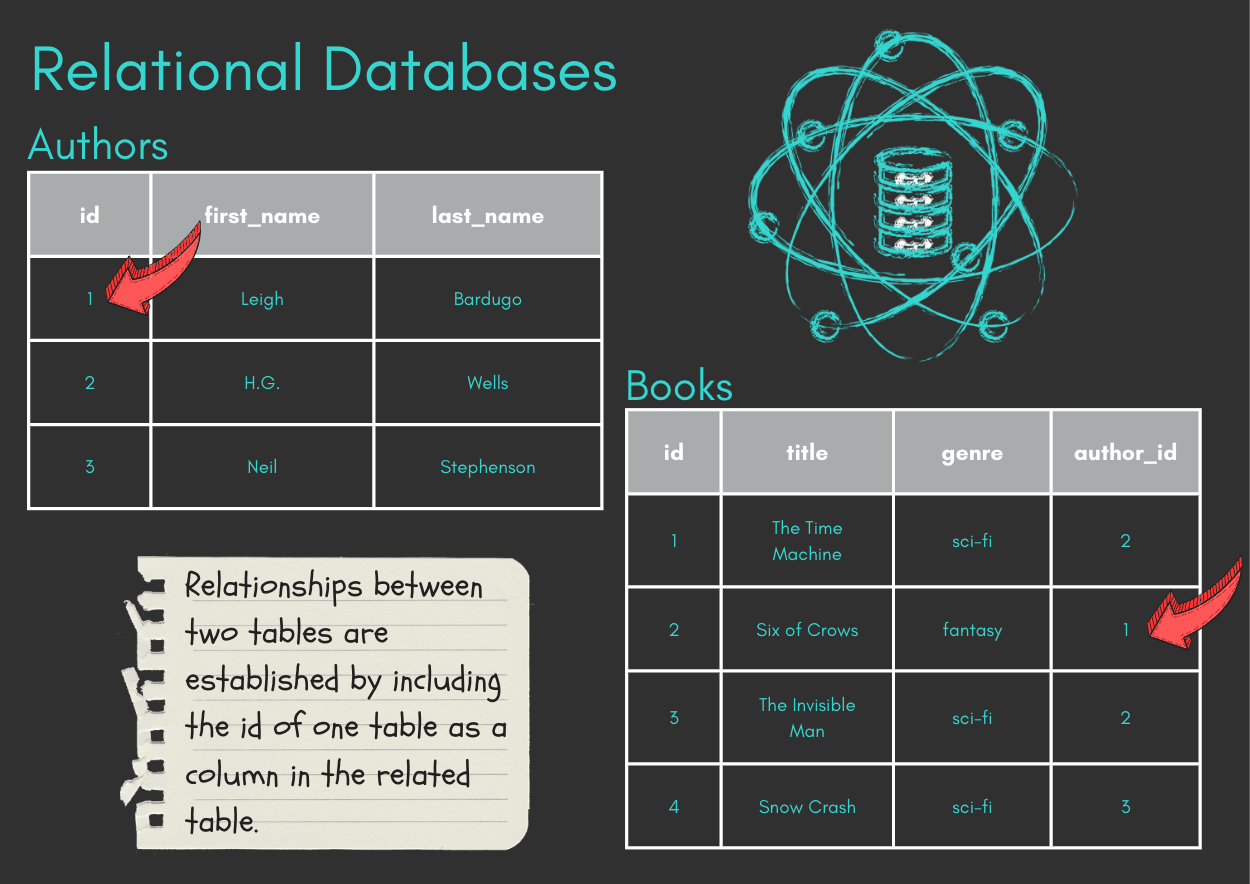 Relational Databases
Authors
id first_name last_name
1 Leigh Bardugo
2 H.G. Wells
3 Neil Stephenson
Books
id title genre author_id
1 The Time Machine sci-fi 2
2 Six of Crows fantasy 1
3 The Invisible Man sci-fi 2
4 Snow Crash sci-fi 3
Relationships between
two tables are
established by including
the id of one table as a
column in the related
table.